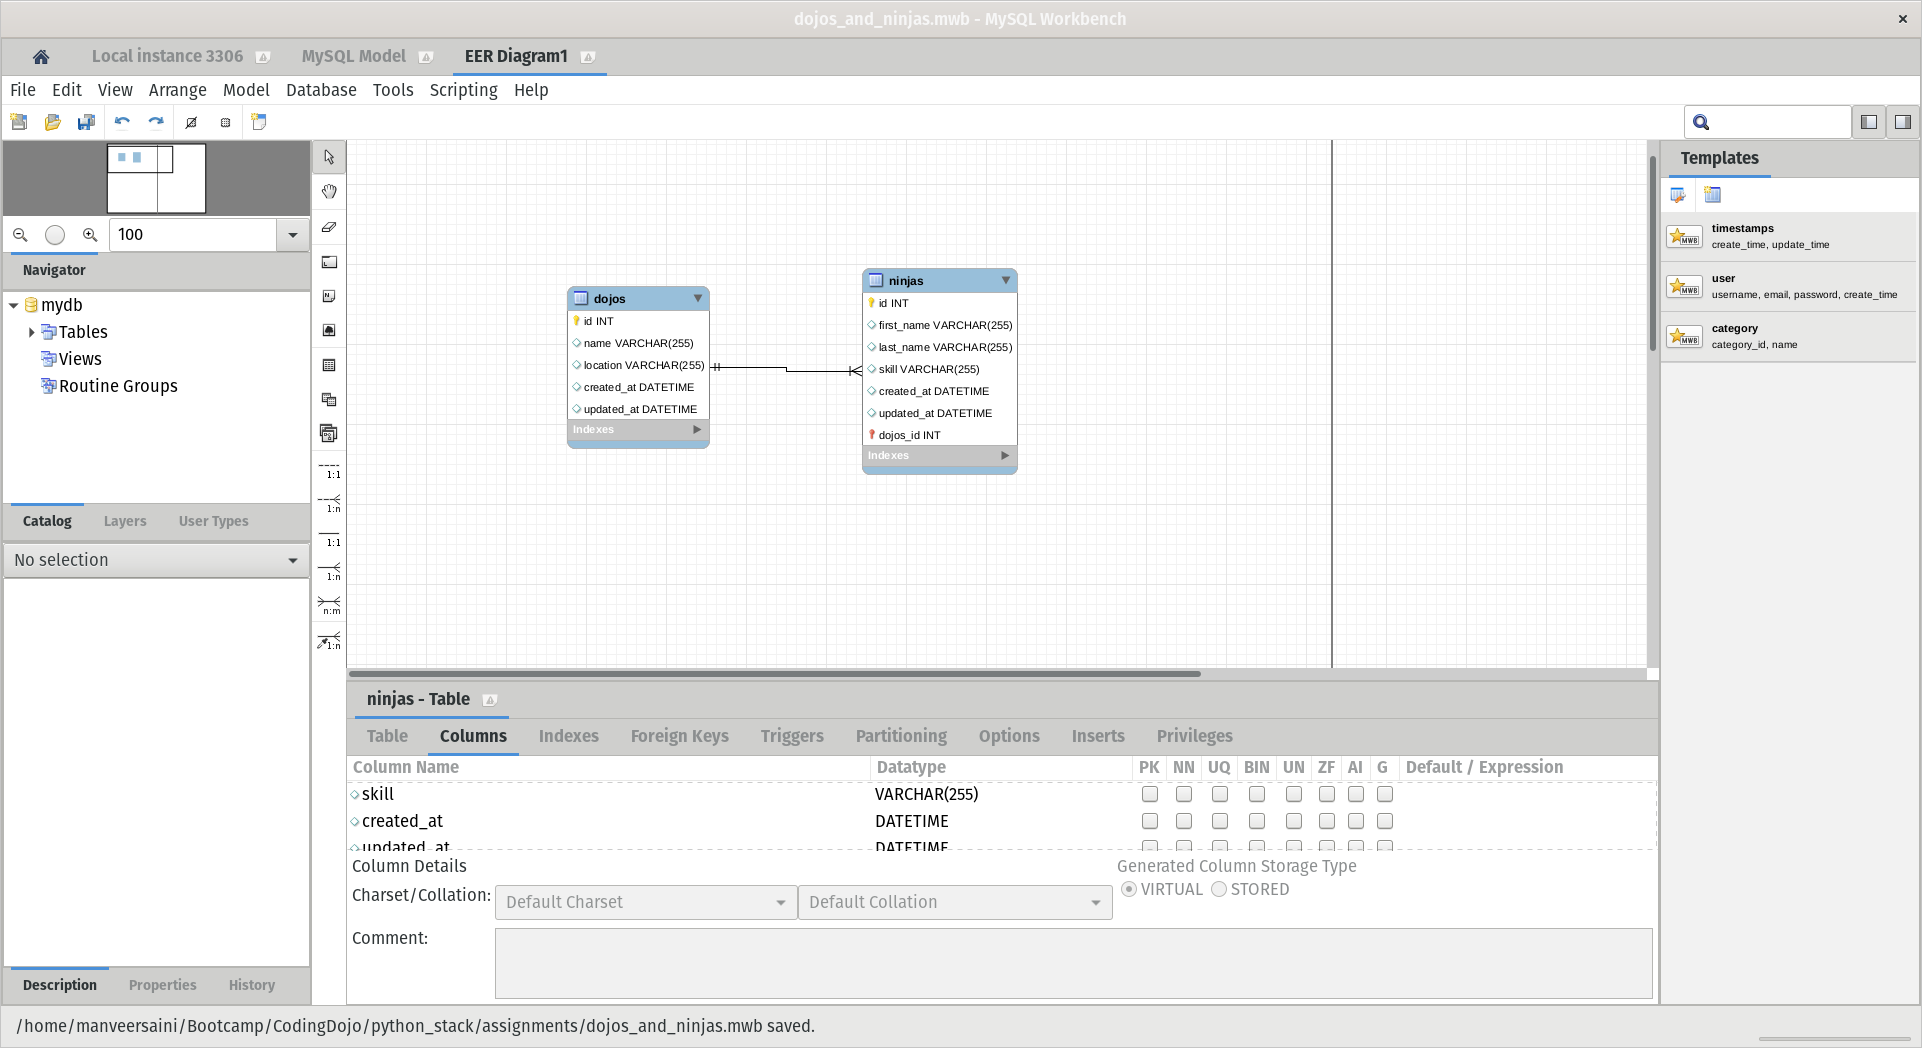 dojos_and_ninjas.mwb - MySQL Workbench
Local instance 3306 MySQL Model EER Diagram1
File Edit View Arrange Model Database Tools Scripting Help
100
Navigator
mydb
Tables
Views
Routine Groups
Catalog Layers User Types
No selection
Description Properties History
1:1
1:n
1:1
1:n
n:m
1:n
dojos
id INT
name VARCHAR(255)
location VARCHAR(255)
created_at DATETIME
updated_at DATETIME
Indexes
ninjas
id INT
first_name VARCHAR(255)
last_name VARCHAR(255)
skill VARCHAR(255)
created_at DATETIME
updated_at DATETIME
dojos_id INT
Indexes
Templates
MWB
timestamps
create_time, update_time
MWB
user
username, email, password, create_time
MWB
category
category_id, name
ninjas - Table
Table Columns Indexes Foreign Keys Triggers Partitioning Options Inserts Privileges
Column Name Datatype PK NN UQ BIN UN ZF AI G Default / Expression
skill VARCHAR(255)
created_at DATETIME
updated_at DATETIME
Column Details
Generated Column Storage Type
Charset/Collation: Default Charset Default Collation
VIRTUAL STORED
Comment:
/home/manveersaini/Bootcamp/CodingDojo/python_stack/assignments/dojos_and_ninjas.mwb saved.